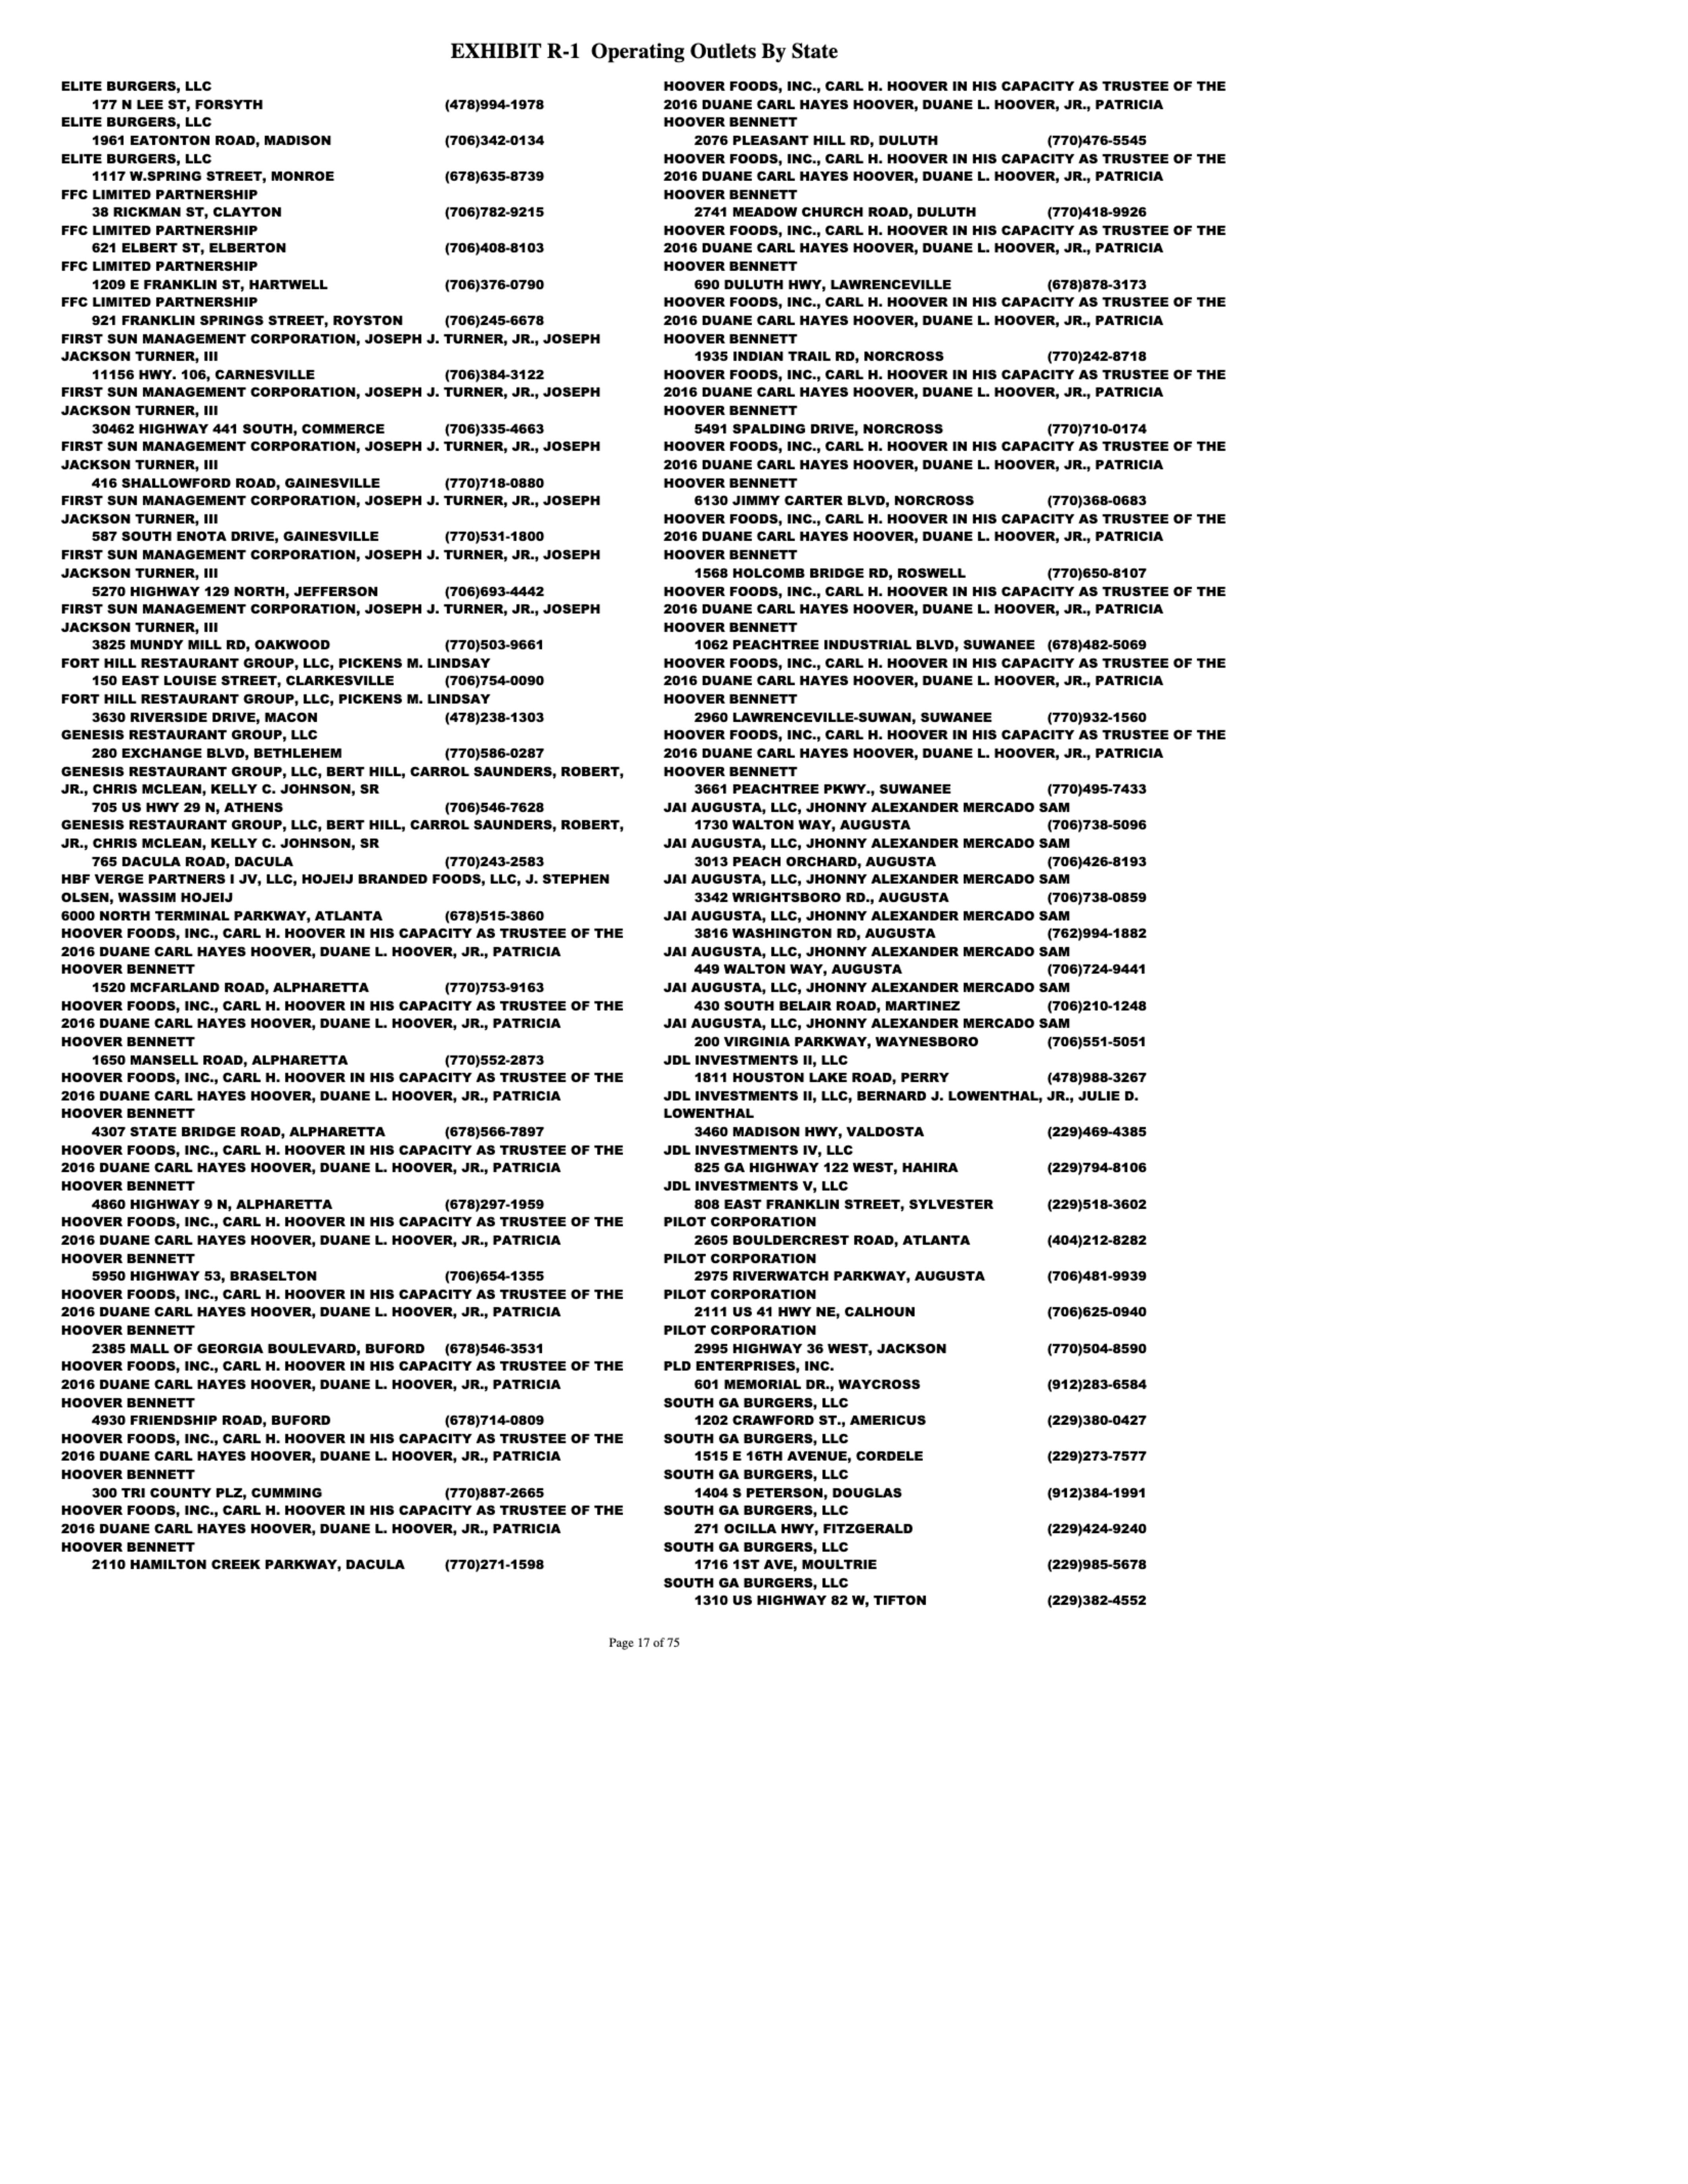 EXHIBIT R-1 Operating Outlets By State
ELITE BURGERS, LLC
177 N LEE ST, FORSYTH (478)994-1978
ELITE BURGERS, LLC
1961 EATONTON ROAD, MADISON (706)342-0134
ELITE BURGERS, LLC
1117 W.SPRING STREET, MONROE (678)635-8739
FFC LIMITED PARTNERSHIP
38 RICKMAN ST, CLAYTON (706)782-9215
FFC LIMITED PARTNERSHIP
621 ELBERT ST, ELBERTON (706)408-8103
FFC LIMITED PARTNERSHIP
1209 E FRANKLIN ST, HARTWELL (706)376-0790
FFC LIMITED PARTNERSHIP
921 FRANKLIN SPRINGS STREET, ROYSTON (706)245-6678
FIRST SUN MANAGEMENT CORPORATION, JOSEPH J. TURNER, JR., JOSEPH
JACKSON TURNER, III
11156 HWY. 106, CARNESVILLE (706)384-3122
FIRST SUN MANAGEMENT CORPORATION, JOSEPH J. TURNER, JR., JOSEPH
JACKSON TURNER, III
30462 HIGHWAY 441 SOUTH, COMMERCE (706)335-4663
FIRST SUN MANAGEMENT CORPORATION, JOSEPH J. TURNER, JR., JOSEPH
JACKSON TURNER, III
416 SHALLOWFORD ROAD, GAINESVILLE (770)718-0880
FIRST SUN MANAGEMENT CORPORATION, JOSEPH J. TURNER, JR., JOSEPH
JACKSON TURNER, III
587 SOUTH ENOTA DRIVE, GAINESVILLE (770)531-1800
FIRST SUN MANAGEMENT CORPORATION, JOSEPH J. TURNER, JR., JOSEPH
JACKSON TURNER, III
5270 HIGHWAY 129 NORTH, JEFFERSON (706)693-4442
FIRST SUN MANAGEMENT CORPORATION, JOSEPH J. TURNER, JR., JOSEPH
JACKSON TURNER, III
3825 MUNDY MILL RD, OAKWOOD (770)503-9661
FORT HILL RESTAURANT GROUP, LLC, PICKENS M. LINDSAY
150 EAST LOUISE STREET, CLARKESVILLE (706)754-0090
FORT HILL RESTAURANT GROUP, LLC, PICKENS M. LINDSAY
3630 RIVERSIDE DRIVE, MACON (478)238-1303
GENESIS RESTAURANT GROUP, LLC
280 EXCHANGE BLVD, BETHLEHEM (770)586-0287
GENESIS RESTAURANT GROUP, LLC, BERT HILL, CARROL SAUNDERS, ROBERT,
JR., CHRIS MCLEAN, KELLY C. JOHNSON, SR
705 US HWY 29 N, ATHENS (706)546-7628
GENESIS RESTAURANT GROUP, LLC, BERT HILL, CARROL SAUNDERS, ROBERT,
JR., CHRIS MCLEAN, KELLY C. JOHNSON, SR
765 DACULA ROAD, DACULA (770)243-2583
HBF VERGE PARTNERS I JV, LLC, HOJEIJ BRANDED FOODS, LLC, J. STEPHEN
OLSEN, WASSIM HOJEIJ
6000 NORTH TERMINAL PARKWAY, ATLANTA (678)515-3860
HOOVER FOODS, INC., CARL H. HOOVER IN HIS CAPACITY AS TRUSTEE OF THE
2016 DUANE CARL HAYES HOOVER, DUANE L. HOOVER, JR., PATRICIA
HOOVER BENNETT
1520 MCFARLAND ROAD, ALPHARETTA (770)753-9163
HOOVER FOODS, INC., CARL H. HOOVER IN HIS CAPACITY AS TRUSTEE OF THE
2016 DUANE CARL HAYES HOOVER, DUANE L. HOOVER, JR., PATRICIA
HOOVER BENNETT
1650 MANSELL ROAD, ALPHARETTA (770)552-2873
HOOVER FOODS, INC., CARL H. HOOVER IN HIS CAPACITY AS TRUSTEE OF THE
2016 DUANE CARL HAYES HOOVER, DUANE L. HOOVER, JR., PATRICIA
HOOVER BENNETT
4307 STATE BRIDGE ROAD, ALPHARETTA (678)566-7897
HOOVER FOODS, INC., CARL H. HOOVER IN HIS CAPACITY AS TRUSTEE OF THE
2016 DUANE CARL HAYES HOOVER, DUANE L. HOOVER, JR., PATRICIA
HOOVER BENNETT
4860 HIGHWAY 9 N, ALPHARETTA (678)297-1959
HOOVER FOODS, INC., CARL H. HOOVER IN HIS CAPACITY AS TRUSTEE OF THE
2016 DUANE CARL HAYES HOOVER, DUANE L. HOOVER, JR., PATRICIA
HOOVER BENNETT
5950 HIGHWAY 53, BRASELTON (706)654-1355
HOOVER FOODS, INC., CARL H. HOOVER IN HIS CAPACITY AS TRUSTEE OF THE
2016 DUANE CARL HAYES HOOVER, DUANE L. HOOVER, JR., PATRICIA
HOOVER BENNETT
2385 MALL OF GEORGIA BOULEVARD, BUFORD (678)546-3531
HOOVER FOODS, INC., CARL H. HOOVER IN HIS CAPACITY AS TRUSTEE OF THE
2016 DUANE CARL HAYES HOOVER, DUANE L. HOOVER, JR., PATRICIA
HOOVER BENNETT
4930 FRIENDSHIP ROAD, BUFORD (678)714-0809
HOOVER FOODS, INC., CARL H. HOOVER IN HIS CAPACITY AS TRUSTEE OF THE
2016 DUANE CARL HAYES HOOVER, DUANE L. HOOVER, JR., PATRICIA
HOOVER BENNETT
300 TRI COUNTY PLZ, CUMMING (770)887-2665
HOOVER FOODS, INC., CARL H. HOOVER IN HIS CAPACITY AS TRUSTEE OF THE
2016 DUANE CARL HAYES HOOVER, DUANE L. HOOVER, JR., PATRICIA
HOOVER BENNETT
2110 HAMILTON CREEK PARKWAY, DACULA (770)271-1598
HOOVER FOODS, INC., CARL H. HOOVER IN HIS CAPACITY AS TRUSTEE OF THE
2016 DUANE CARL HAYES HOOVER, DUANE L. HOOVER, JR., PATRICIA
HOOVER BENNETT
2076 PLEASANT HILL RD, DULUTH (770)476-5545
HOOVER FOODS, INC., CARL H. HOOVER IN HIS CAPACITY AS TRUSTEE OF THE
2016 DUANE CARL HAYES HOOVER, DUANE L. HOOVER, JR., PATRICIA
HOOVER BENNETT
2741 MEADOW CHURCH ROAD, DULUTH (770)418-9926
HOOVER FOODS, INC., CARL H. HOOVER IN HIS CAPACITY AS TRUSTEE OF THE
2016 DUANE CARL HAYES HOOVER, DUANE L. HOOVER, JR., PATRICIA
HOOVER BENNETT
690 DULUTH HWY, LAWRENCEVILLE (678)878-3173
HOOVER FOODS, INC., CARL H. HOOVER IN HIS CAPACITY AS TRUSTEE OF THE
2016 DUANE CARL HAYES HOOVER, DUANE L. HOOVER, JR., PATRICIA
HOOVER BENNETT
1935 INDIAN TRAIL RD, NORCROSS (770)242-8718
HOOVER FOODS, INC., CARL H. HOOVER IN HIS CAPACITY AS TRUSTEE OF THE
2016 DUANE CARL HAYES HOOVER, DUANE L. HOOVER, JR., PATRICIA
HOOVER BENNETT
5491 SPALDING DRIVE, NORCROSS (770)710-0174
HOOVER FOODS, INC., CARL H. HOOVER IN HIS CAPACITY AS TRUSTEE OF THE
2016 DUANE CARL HAYES HOOVER, DUANE L. HOOVER, JR., PATRICIA
HOOVER BENNETT
6130 JIMMY CARTER BLVD, NORCROSS (770)368-0683
HOOVER FOODS, INC., CARL H. HOOVER IN HIS CAPACITY AS TRUSTEE OF THE
2016 DUANE CARL HAYES HOOVER, DUANE L. HOOVER, JR., PATRICIA
HOOVER BENNETT
1568 HOLCOMB BRIDGE RD, ROSWELL (770)650-8107
HOOVER FOODS, INC., CARL H. HOOVER IN HIS CAPACITY AS TRUSTEE OF THE
2016 DUANE CARL HAYES HOOVER, DUANE L. HOOVER, JR., PATRICIA
HOOVER BENNETT
1062 PEACHTREE INDUSTRIAL BLVD, SUWANEE (678)482-5069
HOOVER FOODS, INC., CARL H. HOOVER IN HIS CAPACITY AS TRUSTEE OF THE
2016 DUANE CARL HAYES HOOVER, DUANE L. HOOVER, JR., PATRICIA
HOOVER BENNETT
2960 LAWRENCEVILLE-SUWAN, SUWANEE (770)932-1560
HOOVER FOODS, INC., CARL H. HOOVER IN HIS CAPACITY AS TRUSTEE OF THE
2016 DUANE CARL HAYES HOOVER, DUANE L. HOOVER, JR., PATRICIA
HOOVER BENNETT
3661 PEACHTREE PKWY., SUWANEE (770)495-7433
JAI AUGUSTA, LLC, JHONNY ALEXANDER MERCADO SAM
1730 WALTON WAY, AUGUSTA (706)738-5096
JAI AUGUSTA, LLC, JHONNY ALEXANDER MERCADO SAM
3013 PEACH ORCHARD, AUGUSTA (706)426-8193
JAI AUGUSTA, LLC, JHONNY ALEXANDER MERCADO SAM
3342 WRIGHTSBORO RD., AUGUSTA (706)738-0859
JAI AUGUSTA, LLC, JHONNY ALEXANDER MERCADO SAM
3816 WASHINGTON RD, AUGUSTA (762)994-1882
JAI AUGUSTA, LLC, JHONNY ALEXANDER MERCADO SAM
449 WALTON WAY, AUGUSTA (706)724-9441
JAI AUGUSTA, LLC, JHONNY ALEXANDER MERCADO SAM
430 SOUTH BELAIR ROAD, MARTINEZ (706)210-1248
JAI AUGUSTA, LLC, JHONNY ALEXANDER MERCADO SAM
200 VIRGINIA PARKWAY, WAYNESBORO (706)551-5051
JDL INVESTMENTS II, LLC
1811 HOUSTON LAKE ROAD, PERRY (478)988-3267
JDL INVESTMENTS II, LLC, BERNARD J. LOWENTHAL, JR., JULIE D.
LOWENTHAL
3460 MADISON HWY, VALDOSTA (229)469-4385
JDL INVESTMENTS IV, LLC
825 GA HIGHWAY 122 WEST, HAHIRA (229)794-8106
JDL INVESTMENTS V, LLC
808 EAST FRANKLIN STREET, SYLVESTER (229)518-3602
PILOT CORPORATION
2605 BOULDERCREST ROAD, ATLANTA (404)212-8282
PILOT CORPORATION
2975 RIVERWATCH PARKWAY, AUGUSTA (706)481-9939
PILOT CORPORATION
2111 US 41 HWY NE, CALHOUN (706)625-0940
PILOT CORPORATION
2995 HIGHWAY 36 WEST, JACKSON (770)504-8590
PLD ENTERPRISES, INC.
601 MEMORIAL DR., WAYCROSS (912)283-6584
SOUTH GA BURGERS, LLC
1202 CRAWFORD ST., AMERICUS (229)380-0427
SOUTH GA BURGERS, LLC
1515 E 16TH AVENUE, CORDELE (229)273-7577
SOUTH GA BURGERS, LLC
1404 S PETERSON, DOUGLAS (912)384-1991
SOUTH GA BURGERS, LLC
271 OCILLA HWY, FITZGERALD (229)424-9240
SOUTH GA BURGERS, LLC
1716 1ST AVE, MOULTRIE (229)985-5678
SOUTH GA BURGERS, LLC
1310 US HIGHWAY 82 W, TIFTON (229)382-4552
Page 17 of 75